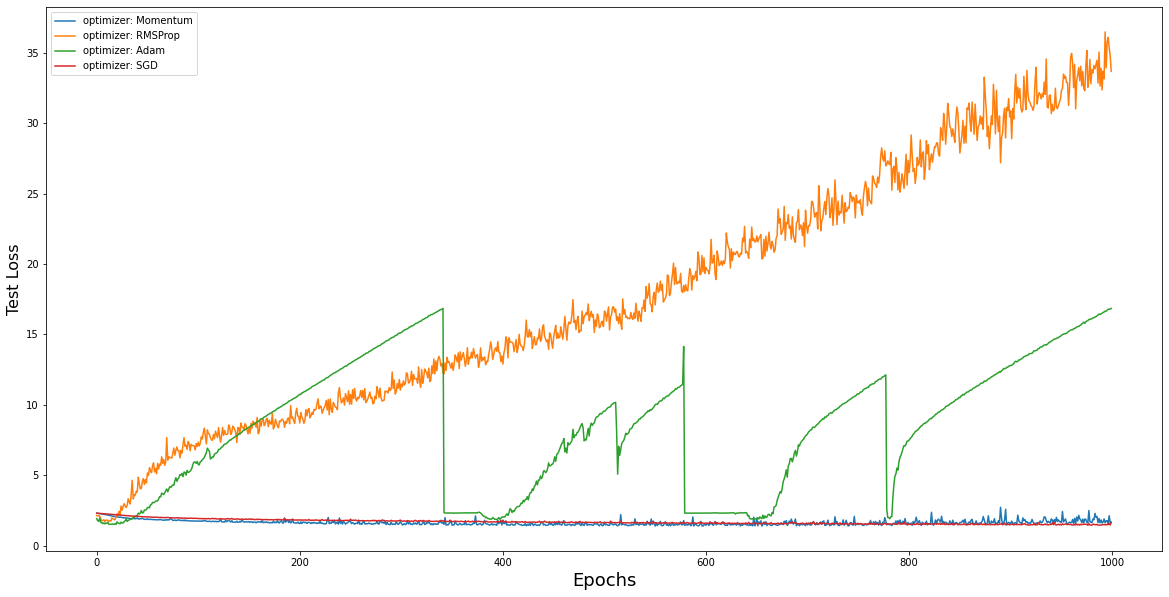 optimizer: Momentum
optimizer: RMSProp
optimizer: Adam
optimizer: SGD
35
30
25
20
15
10
5
0
Test Loss
0 200 400 600 800 1000
Epochs